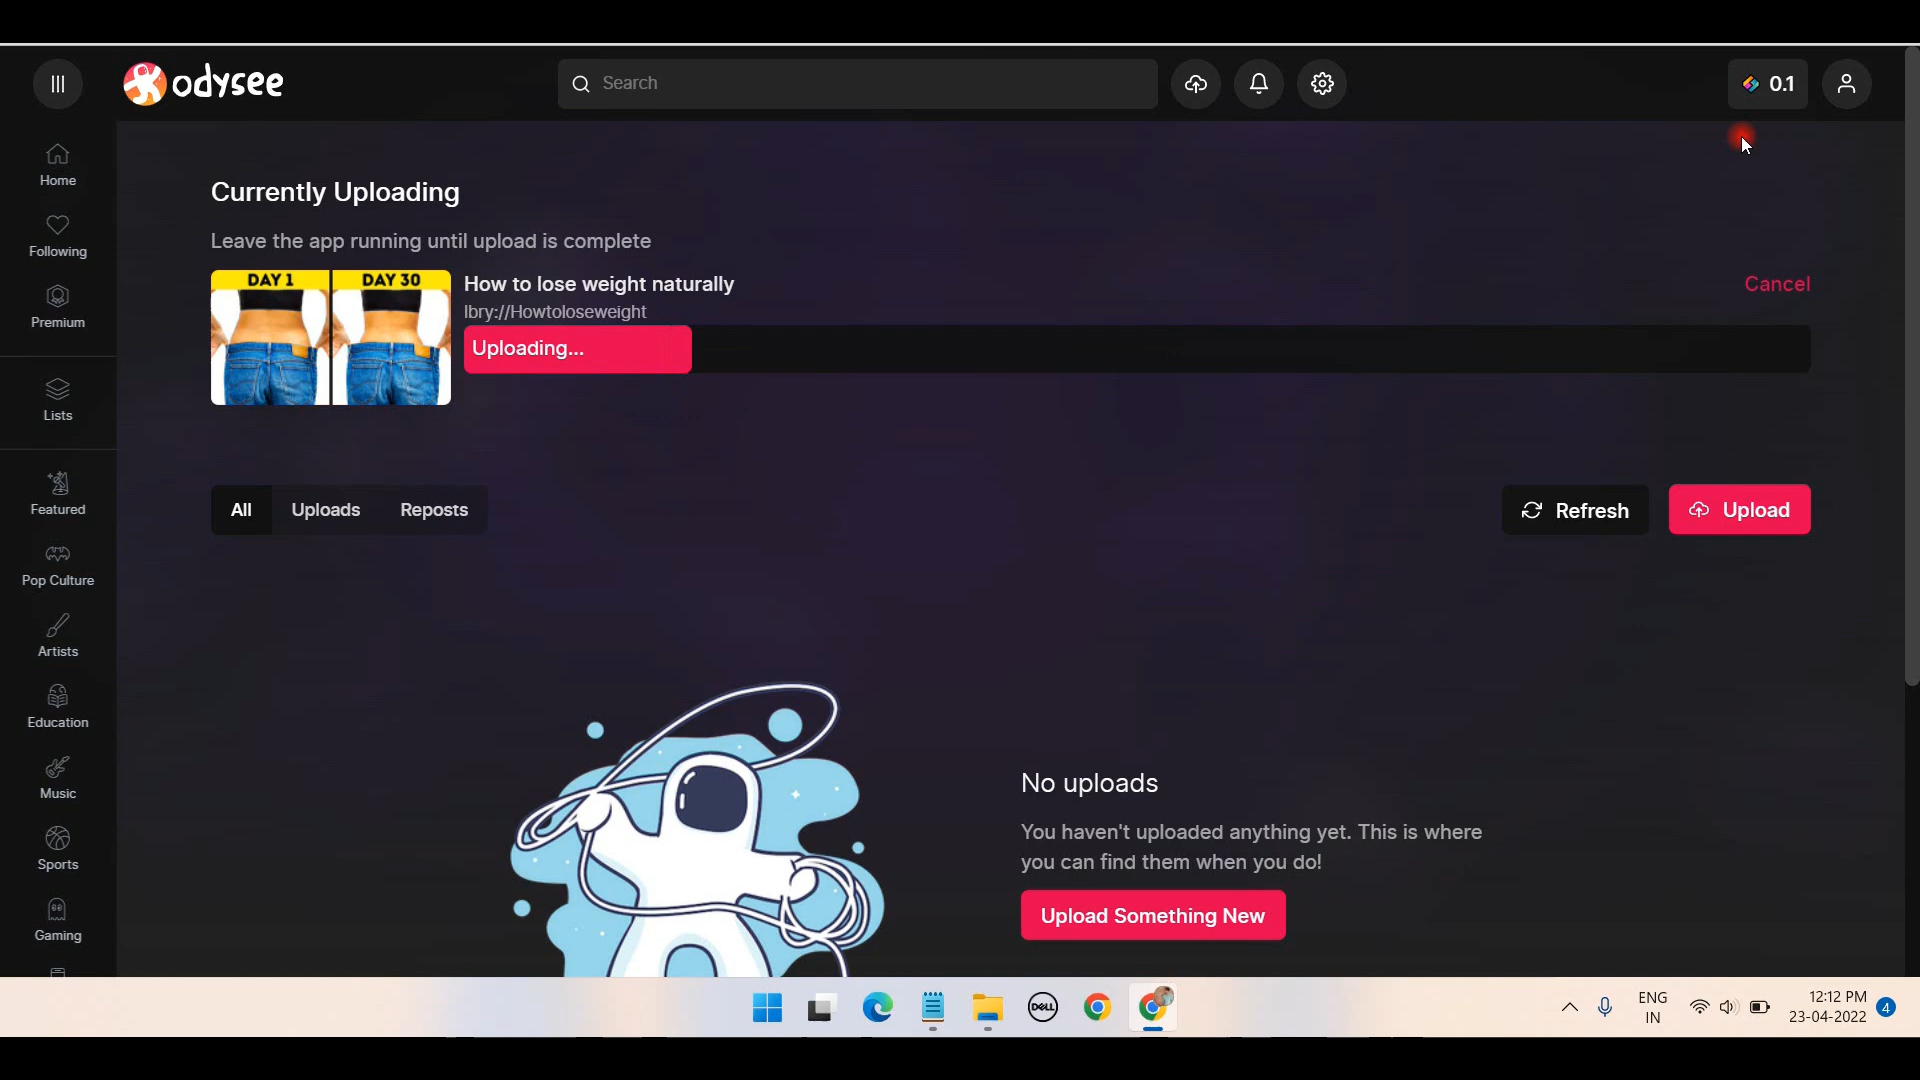 odysee
Search
0.1
Home
Following
Premium
Lists
Featured
Pop Culture
Artists
Education
Music
Sports
Gaming
Currently Uploading
Leave the app running until upload is complete
DAY 1
DAY 30
How to lose weight naturally
lbry://Howtoloseweight
Cancel
Uploading...
All
Uploads
Reposts
Refresh
Upload
No uploads
You haven't uploaded anything yet. This is where
you can find them when you do!
Upload Something New
DELL
ENG
IN
12:12 PM
23-04-2022
4